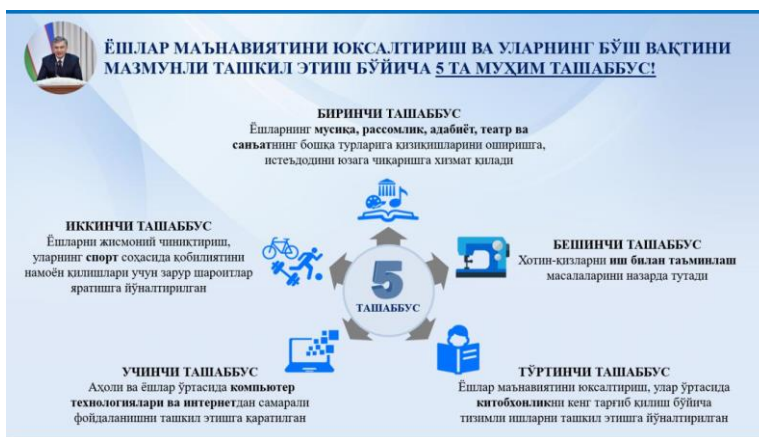 ЁШЛАР МАЪНАВИЯТИНИ ЮКСАЛТИРИШ ВА УЛАРНИНГ БЎШ ВАҚТИНИ
МАЗМУНЛИ ТАШКИЛ ЭТИШ БЎЙИЧА 5 ТА МУҲИМ ТАШАББУС!
БИРИНЧИ ТАШАББУС
Ёшларнинг мусиқа, рассомлик, адабиёт, театр ва
санъатнинг бошқа турларига қизиқишларини оширишга,
истеъдодини юзага чиқаришга хизмат қилади
ИККИНЧИ ТАШАББУС
Ёшларни жисмоний чиниқтириш,
уларнинг спорт соҳасида қобилиятини
намоён қилишлари учун зарур шароитлар
яратишга йўналтирилган
УЧИНЧИ ТАШАББУС
Аҳоли ва ёшлар ўртасида компьютер
технологиялари ва интернетдан самарали
фойдаланишни ташкил этишга қаратилган
5
ТАШАББУС
БЕШИНЧИ ТАШАББУС
Хотин-қизларни иш билан таъминлаш
масалаларини назарда тутади
ТЎРТИНЧИ ТАШАББУС
Ёшлар маънавиятини юксалтириш, улар ўртасида
китобхонликни кенг тарғиб қилиш бўйича
тизимли ишларни ташкил этишга йўналтирилган